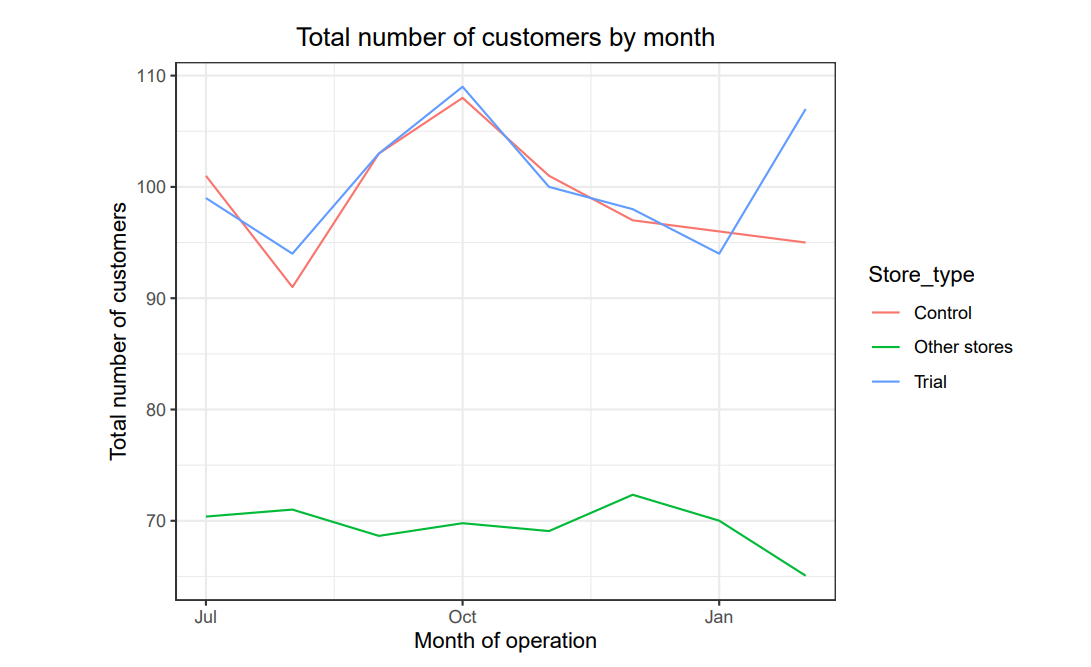 Total number of customers by month
110
100
90
80
70
Total number of customers
Jul
Oct
Jan
Month of operation
Store_type
Control
Other stores
Trial